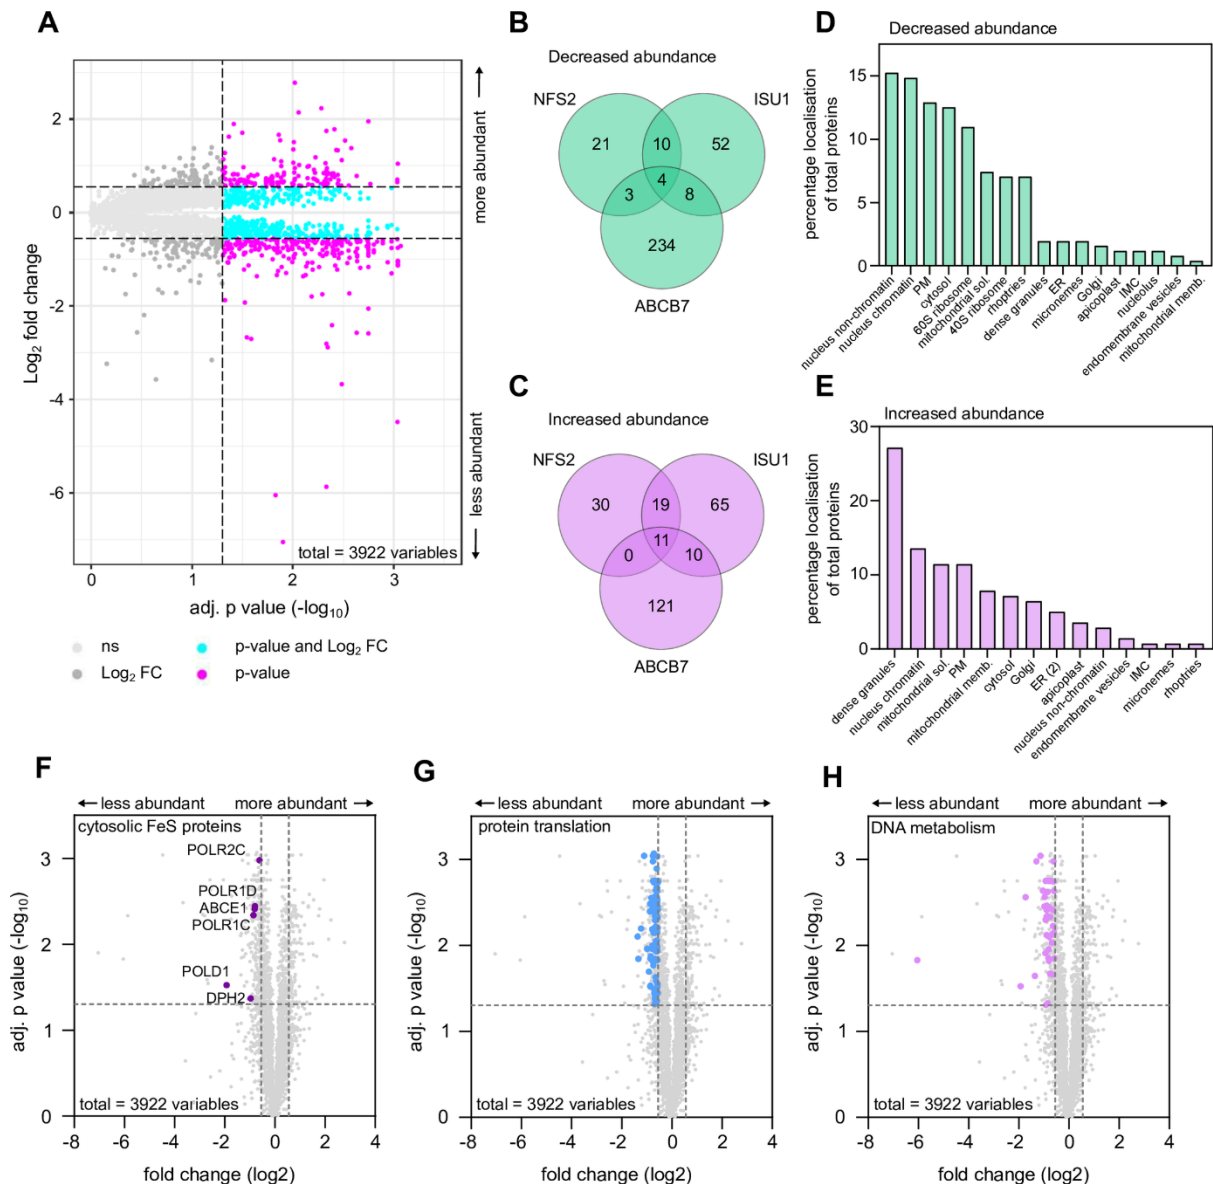 A
2
0
-2
-4
-6
Log2 fold change
more abundant
less abundant
total = 3922 variables
0
1
2
3
adj. p value (-log10)
ns
p-value and Log2 FC
Log2 FC
p-value
B
Decreased abundance
NFS2
ISU1
21
10
52
4
3
8
234
ABCB7
C
Increased abundance
NFS2
ISU1
30
19
65
11
0
10
121
ABCB7
D
Decreased abundance
percentage localisation
of total proteins
15
10
5
0
nucleus non-chromatin
nucleus chromatin
PM
cytosol
60S ribosome
mitochondrial sol.
40S ribosome
rhoptries
dense granules
ER
micronemes
Golgi
apicoplast
IMC
nucleolus
endomembrane vesicles
mitochondrial memb.
E
Increased abundance
percentage localisation
of total proteins
30
20
10
0
dense granules
nucleus chromatin
mitochondrial sol.
PM
mitochondrial memb.
cytosol
Golgi
ER (2)
apicoplast
nucleus non-chromatin
endomembrane vesicles
IMC
micronemes
rhoptries
F
less abundant
more abundant
cytosolic FeS proteins
POLR2C
POLR1D
ABCE1
POLR1C
POLD1
DPH2
total = 3922 variables
adj. p value (-log10)
3
2
1
0
-8
-6
-4
-2
0
2
4
fold change (log2)
G
less abundant
more abundant
protein translation
total = 3922 variables
adj. p value (-log10)
3
2
1
0
-8
-6
-4
-2
0
2
4
fold change (log2)
H
less abundant
more abundant
DNA metabolism
total = 3922 variables
adj. p value (-log10)
3
2
1
0
-8
-6
-4
-2
0
2
4
fold change (log2)